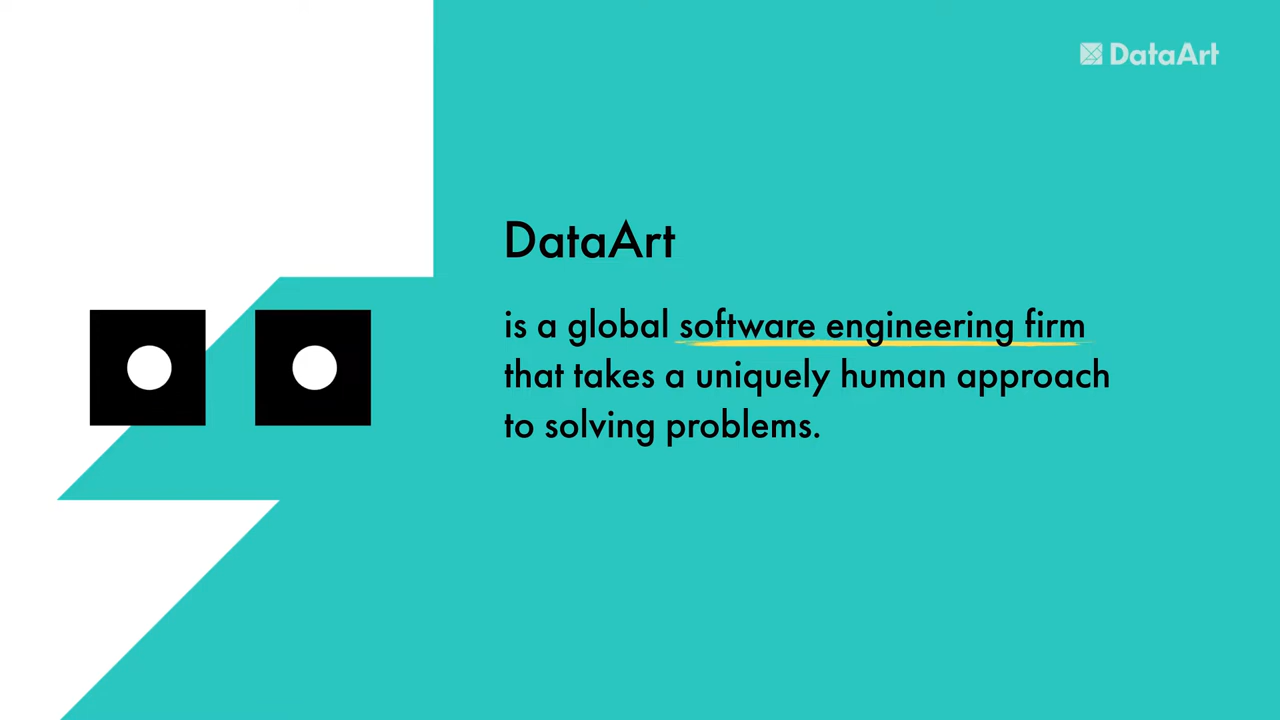 DataArt
DataArt
is a global software engineering firm
that takes a uniquely human approach
to solving problems.